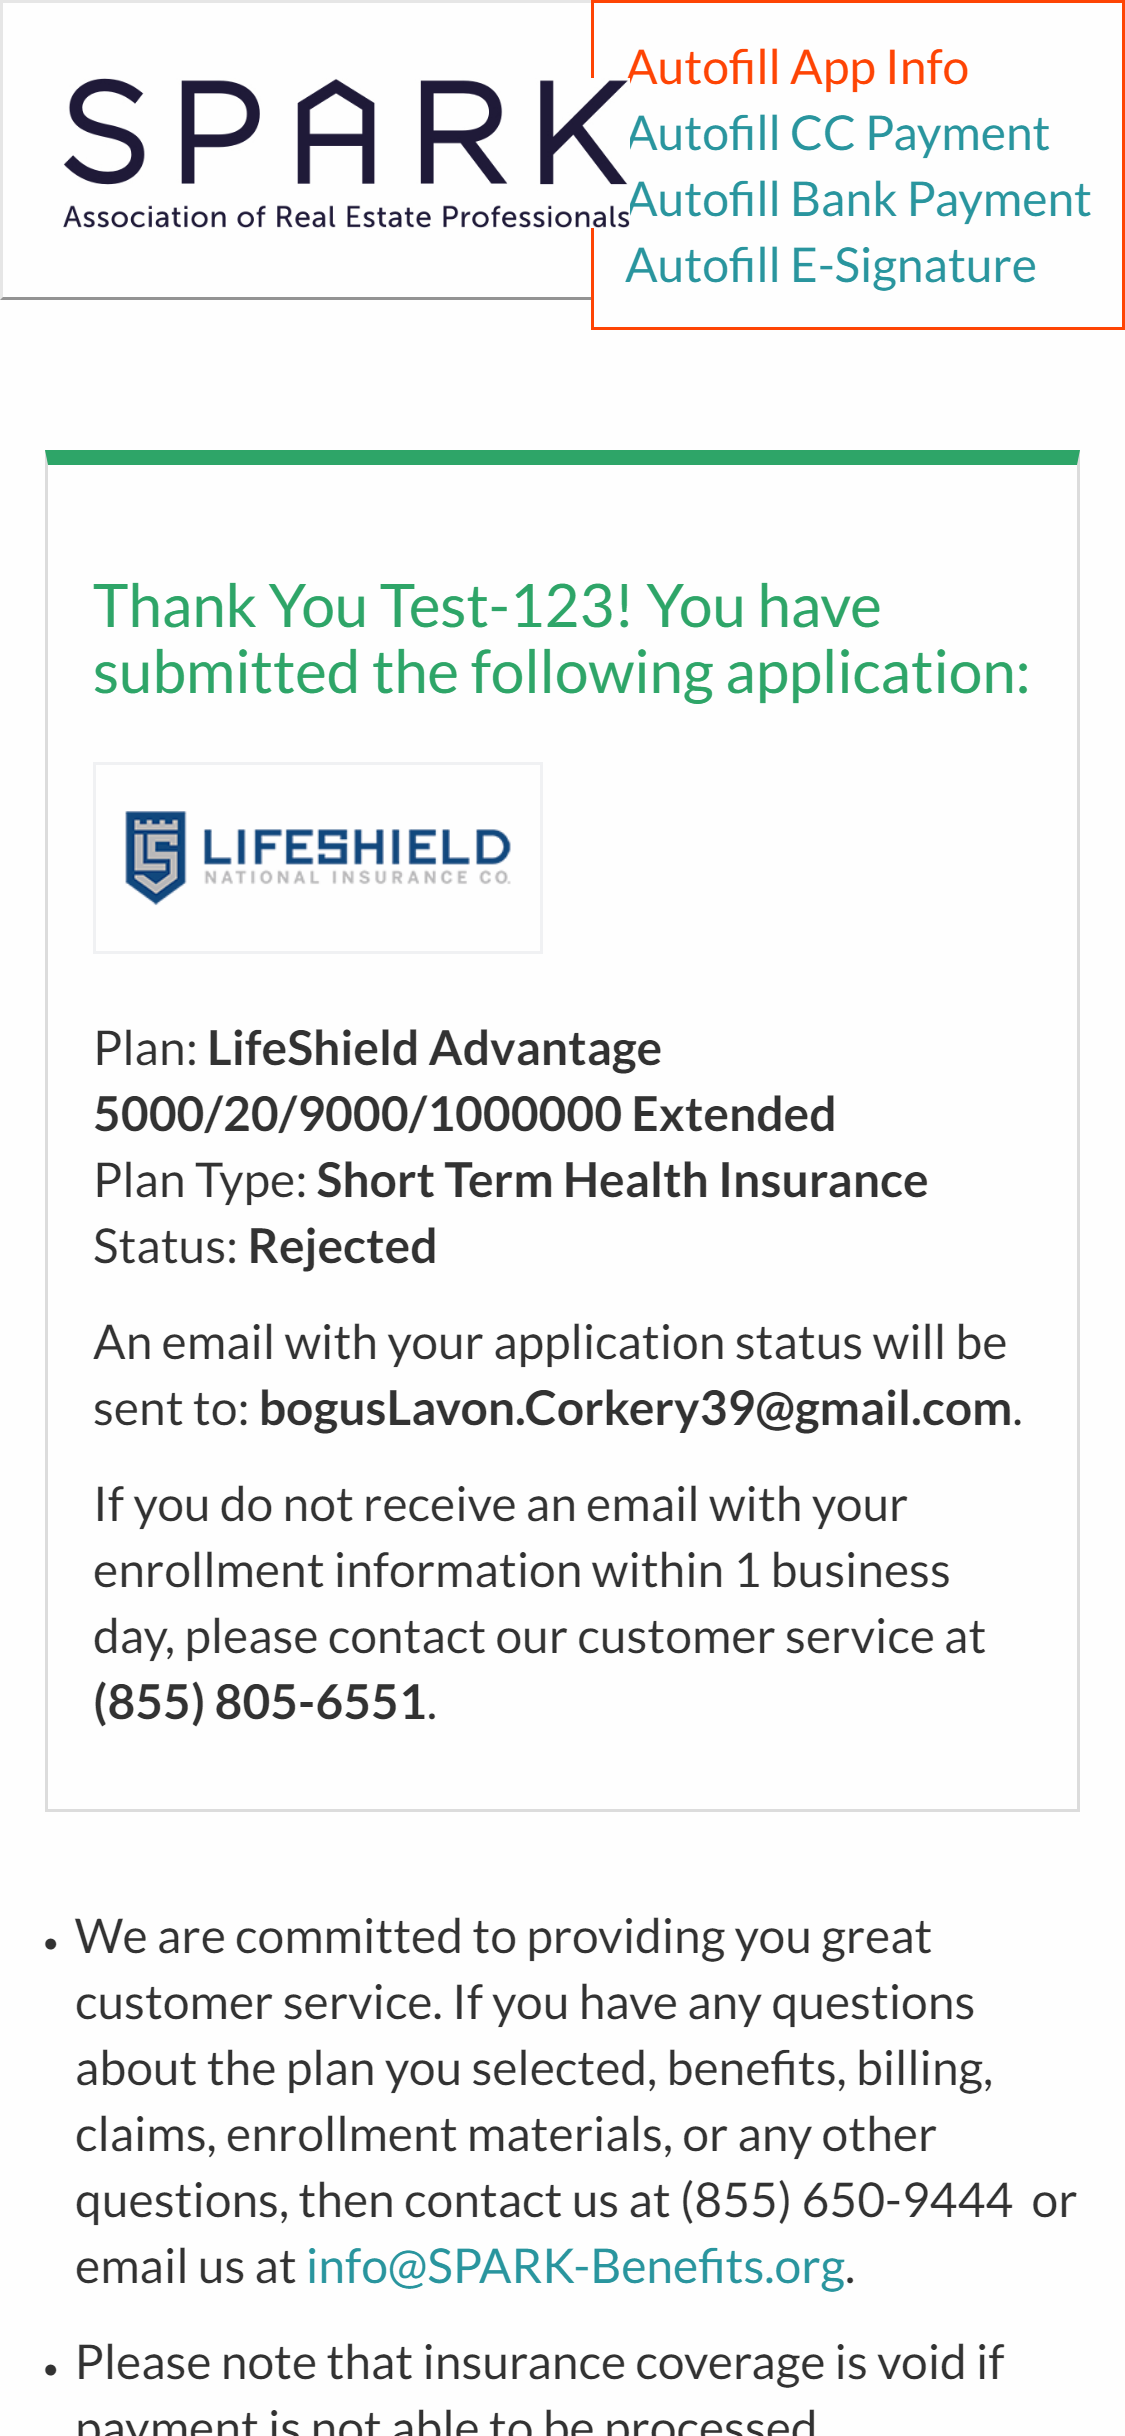 SPARK
Association of Real Estate Professionals
Autofill App Info
Autofill CC Payment
Autofill Bank Payment
Autofill E-Signature
Thank You Test-123! You have
submitted the following application:
LIFESHIELD
NATIONAL INSURANCE CO.
Plan: LifeShield Advantage
5000/20/9000/1000000 Extended
Plan Type: Short Term Health Insurance
Status: Rejected
An email with your application status will be
sent to: bogusLavon.Corkery39@gmail.com.
If you do not receive an email with your
enrollment information within 1 business
day, please contact our customer service at
(855) 805-6551.
• We are committed to providing you great
customer service. If you have any questions
about the plan you selected, benefits, billing,
claims, enrollment materials, or any other
questions, then contact us at (855) 650-9444 or
email us at info@SPARK-Benefits.org.
• Please note that insurance coverage is void if
payment is not able to be processed